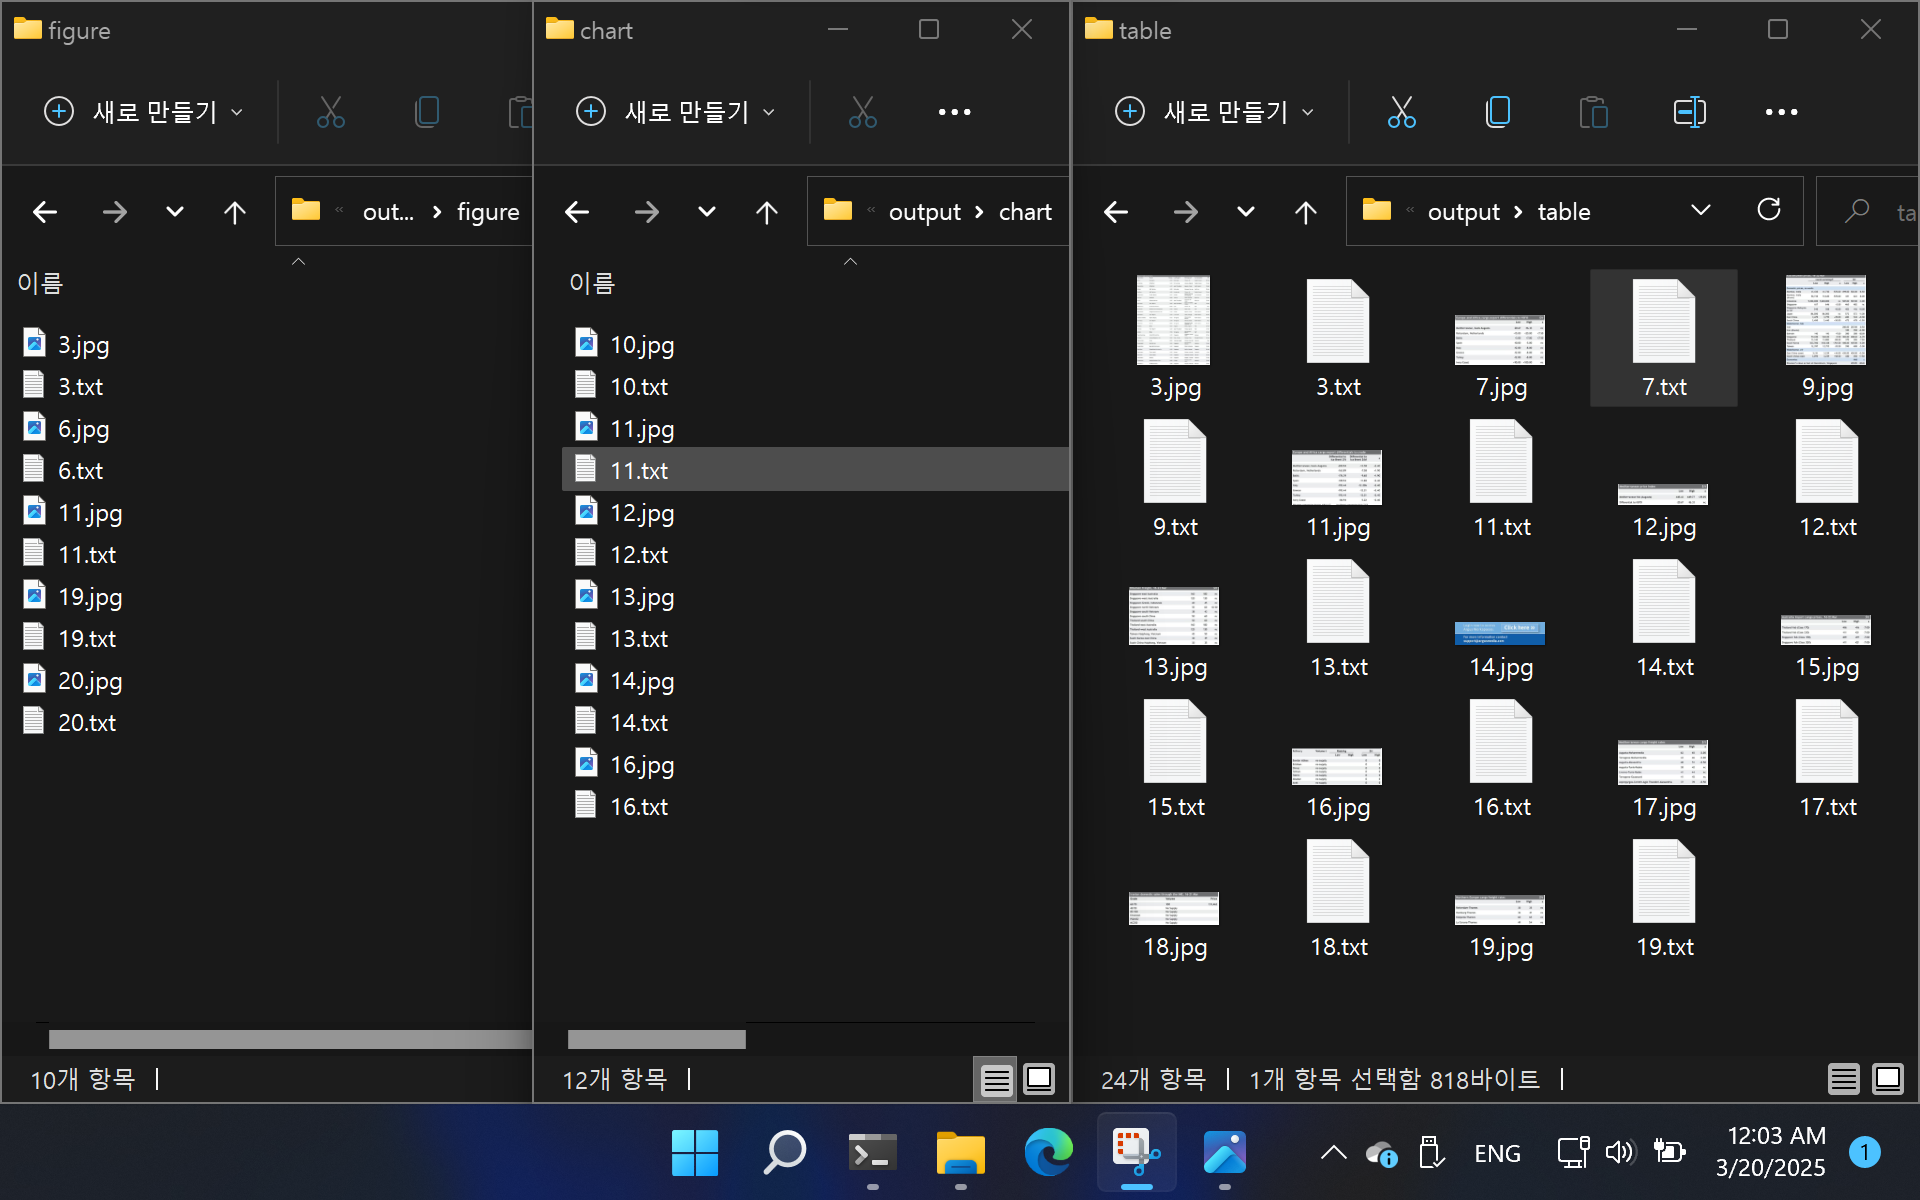 figure
새로 만들기
out... › figure
이름
3.jpg
3.txt
6.jpg
6.txt
11.jpg
11.txt
19.jpg
19.txt
20.jpg
20.txt
10개 항목
chart
새로 만들기
output › chart
이름
10.jpg
10.txt
11.jpg
11.txt
12.jpg
12.txt
13.jpg
13.txt
14.jpg
14.txt
16.jpg
16.txt
12개 항목
table
새로 만들기
output › table
ta
3.jpg 3.txt 7.jpg 7.txt 9.jpg
9.txt 11.jpg 11.txt 12.jpg 12.txt
Click here
13.jpg 13.txt 14.jpg 14.txt 15.jpg
15.txt 16.jpg 16.txt 17.jpg 17.txt
18.jpg 18.txt 19.jpg 19.txt
24개 항목 1개 항목 선택함 818바이트
ENG
12:03 AM
3/20/2025
1